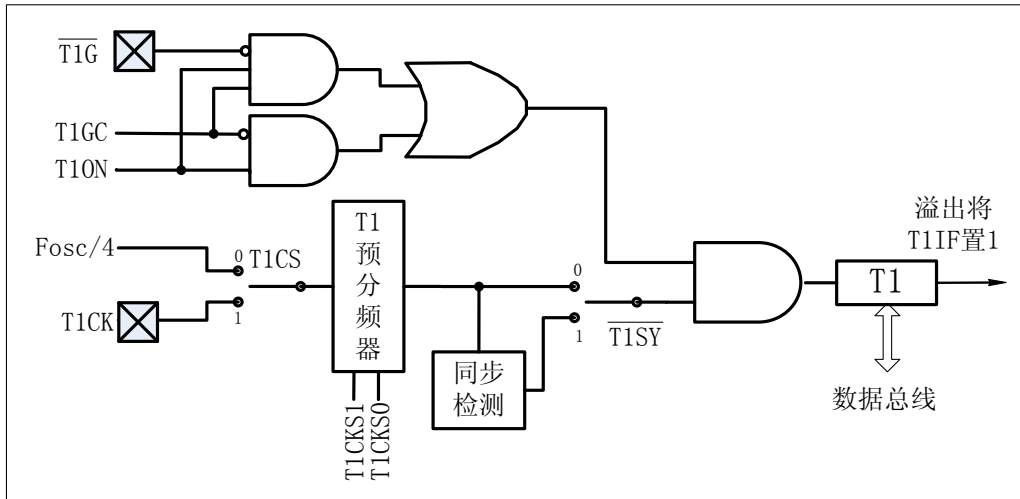 T1G
T1GC
T1ON
Fosc/4
0
T1CS
1
T1CK
T1
预
分
频
器
T1CKS1
T1CKS0
同步
检测
0
1
T1SY
T1
溢出将
T1IF置1
数据总线